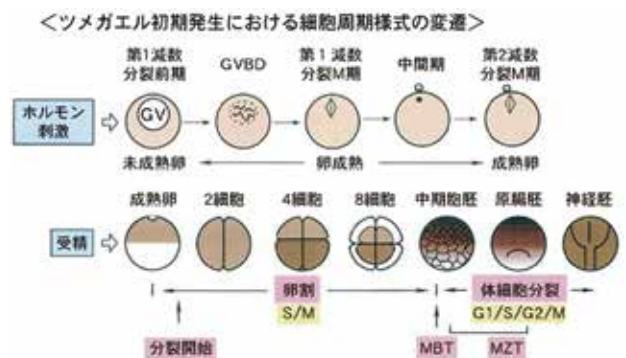 ＜ツメガエル初期発生における細胞周期様式の変遷＞
第1減数
分裂前期
GVBD
第1減数
分裂M期
中間期
第2減数
分裂M期
ホルモン
刺激
GV
未成熟卵
卵成熟
成熟卵
成熟卵
2細胞
4細胞
8細胞
中期胞胚
原腸胚
神経胚
受精
卵割
体細胞分裂
S/M
G1/S/G2/M
分裂開始
MBT
MZT